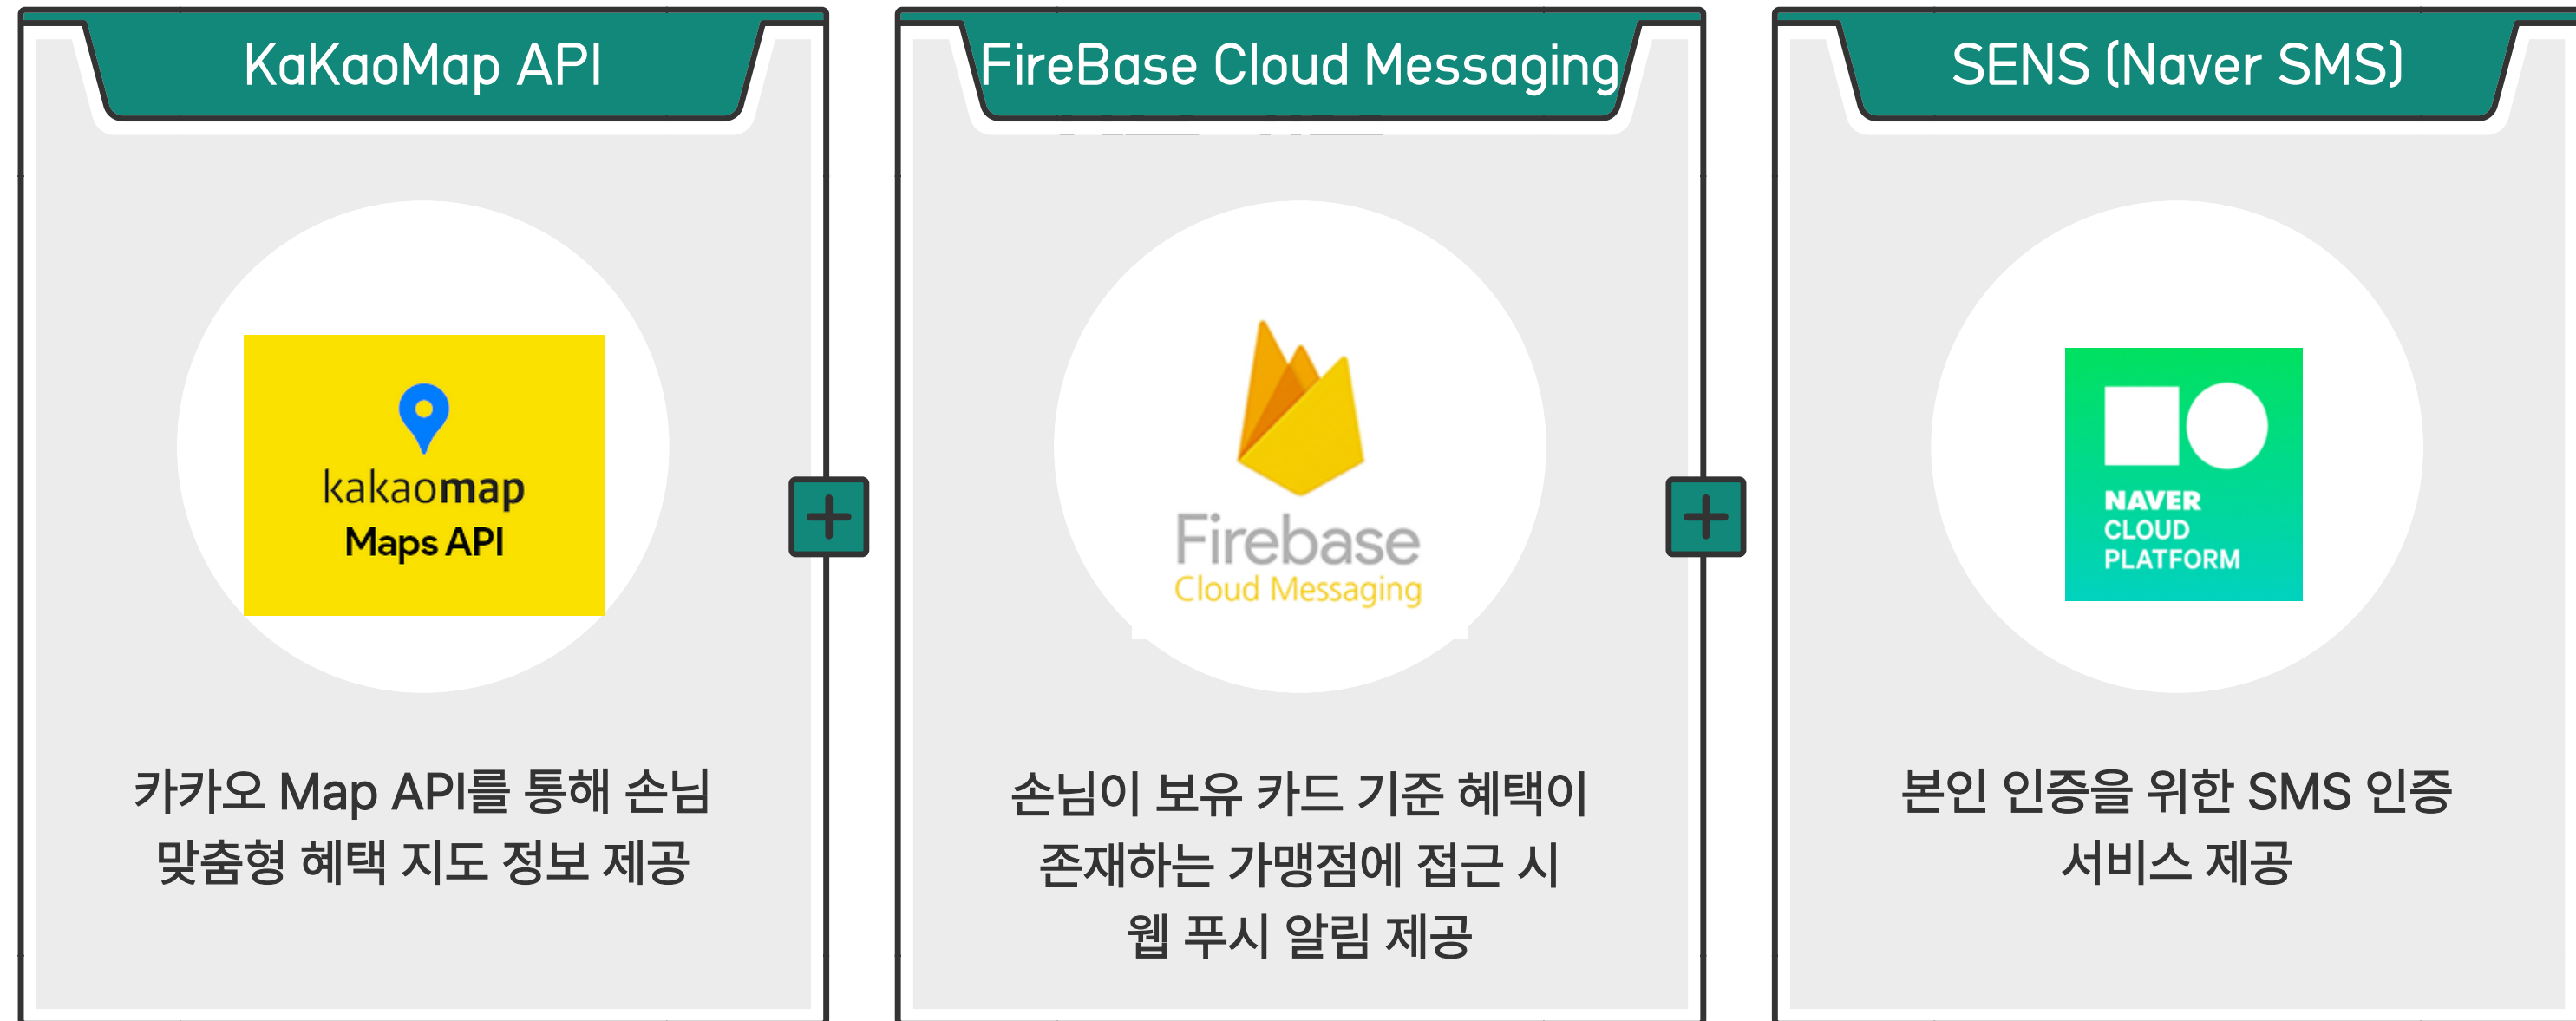 KaKaoMap API
kakaomap
Maps API
카카오 Map API를 통해 손님
맞춤형 혜택 지도 정보 제공
FireBase Cloud Messaging
Firebase
Cloud Messaging
손님이 보유 카드 기준 혜택이
존재하는 가맹점에 접근 시
웹 푸시 알림 제공
SENS (Naver SMS)
NAVER
CLOUD
PLATFORM
본인 인증을 위한 SMS 인증
서비스 제공